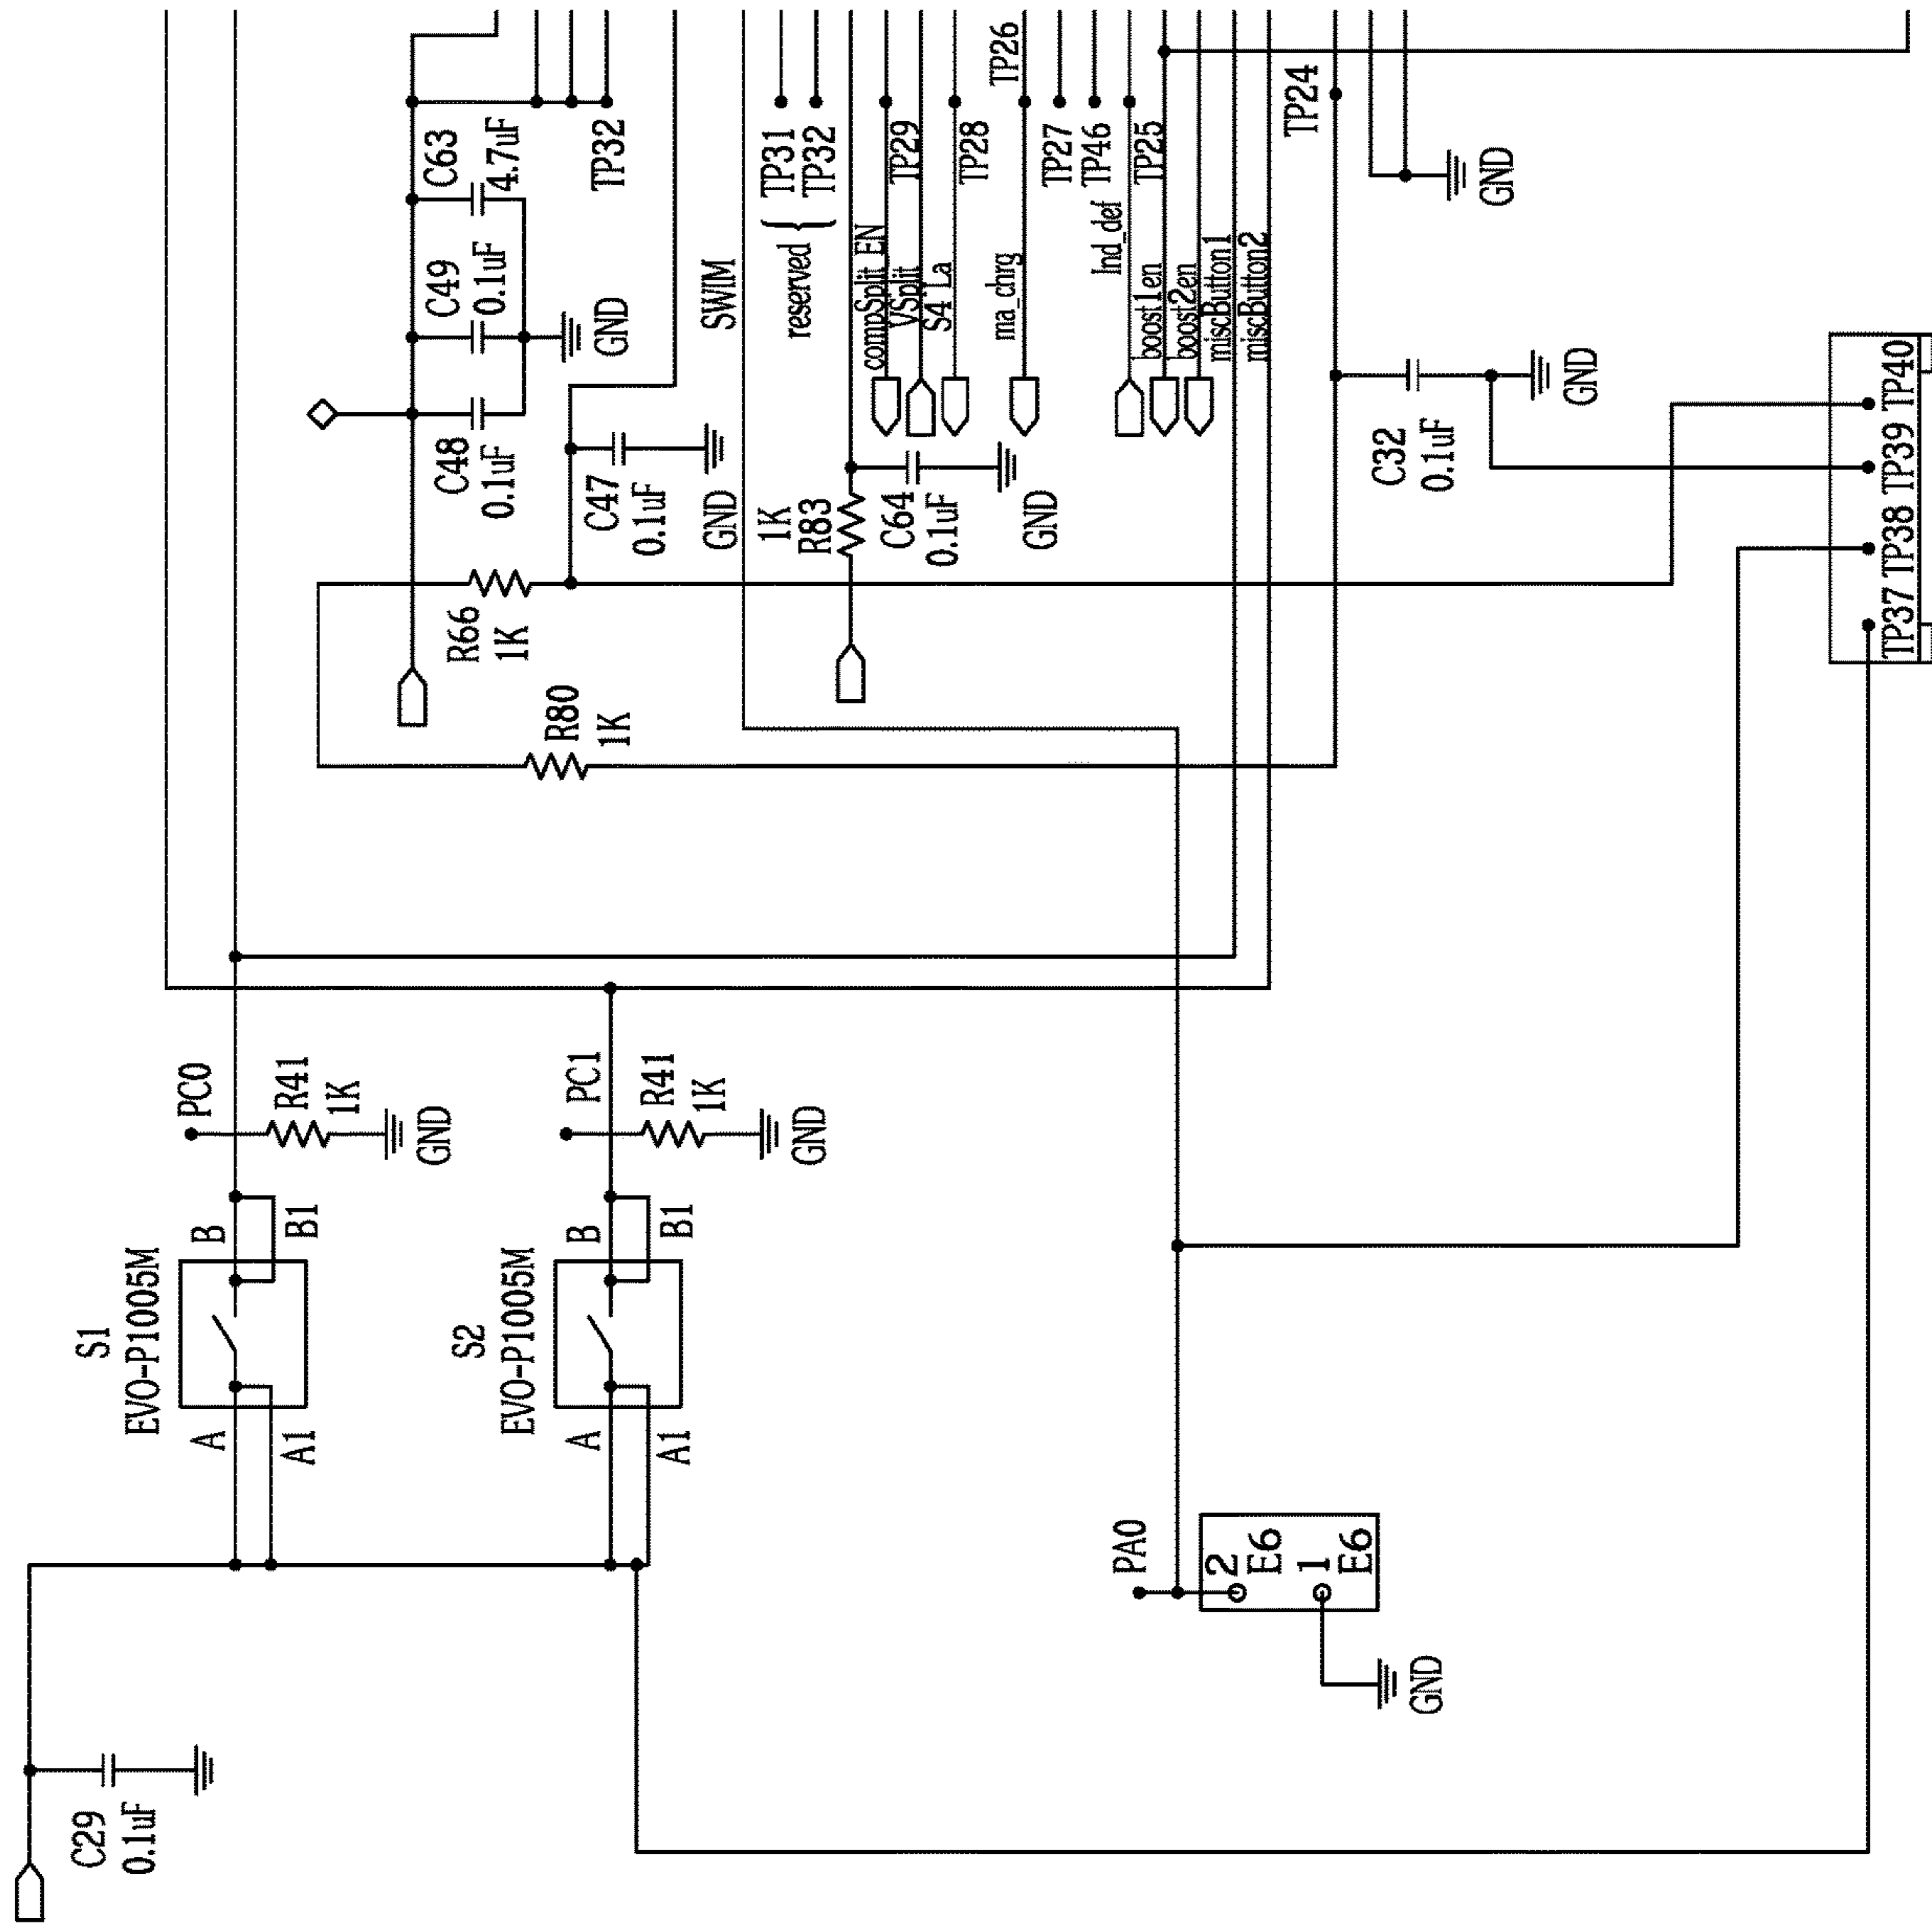 C63
4.7uF
TP32
C49
0.1uF
GND
C48
0.1uF
C47
0.1uF
GND
R66
1K
R80
1K
SWIM
reserved {
TP31
TP32
compSplit_EN
TP29
VSplit
S4_La
TP28
ma_chrg
TP26
TP27
TP46
Ind_def
TP25
boost1en
boost2en
miscButton1
miscButton2
1K
R83
C64
0.1uF
GND
TP24
GND
C32
0.1uF
GND
TP37 TP38 TP39 TP40
PC0
R41
1K
GND
PC1
R41
1K
GND
S1
EVO-P1005M
A
B
A1
B1
S2
EVO-P1005M
A
B
A1
B1
PA0
2
E6
1
E6
GND
C29
0.1uF